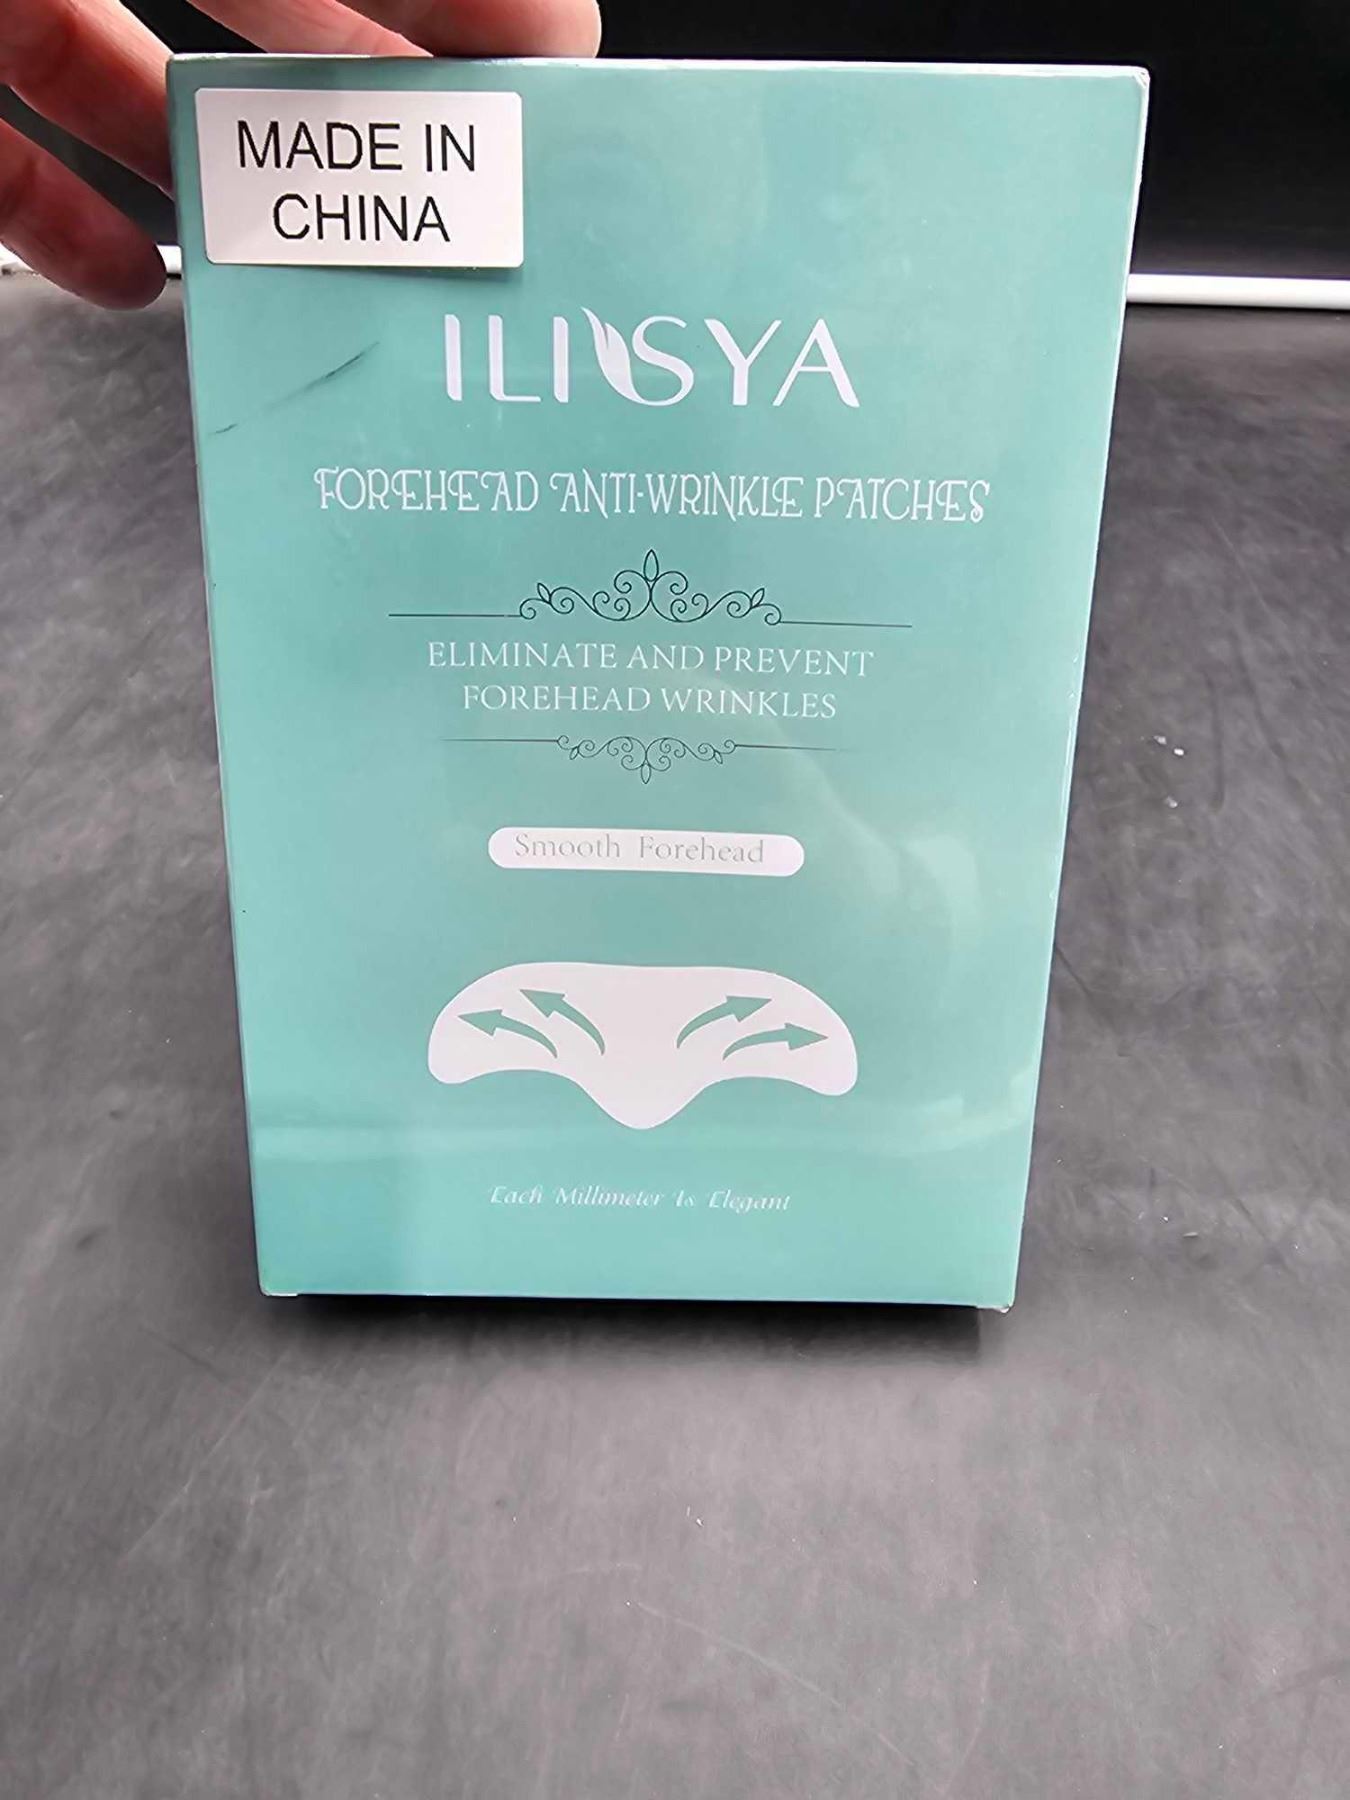 MADE IN
CHINA
ILISYA
FOREHEAD ANTI-WRINKLE PATCHES
ELIMINATE AND PREVENT
FOREHEAD WRINKLES
Smooth Forehead
Each Millimeter Is Elegant